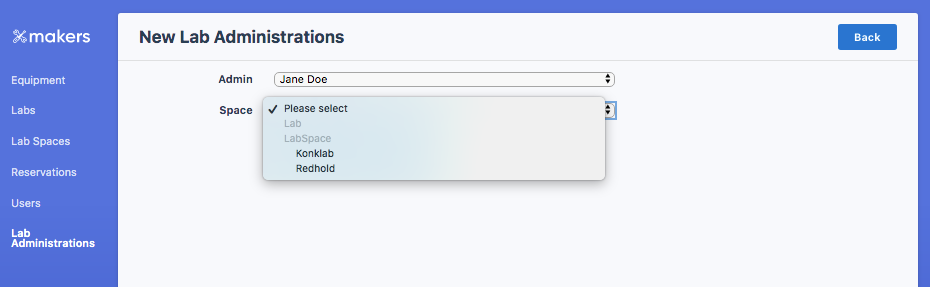 makers
New Lab Administrations
Back
Equipment
Labs
Lab Spaces
Reservations
Users
Lab
Administrations
Admin
Jane Doe
Space
✓ Please select
Lab
LabSpace
Konklab
Redhold